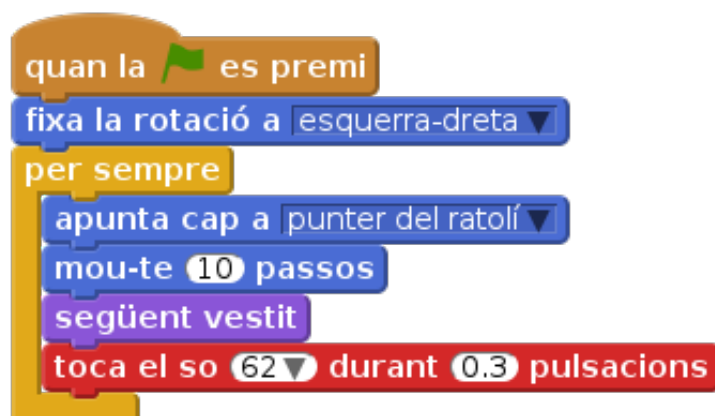 quan la es premi
fixa la rotació a esquerra-dreta
per sempre
apunta cap a punter del ratolí
mou-te 10 passos
següent vestit
toca el so 62 durant 0.3 pulsacions